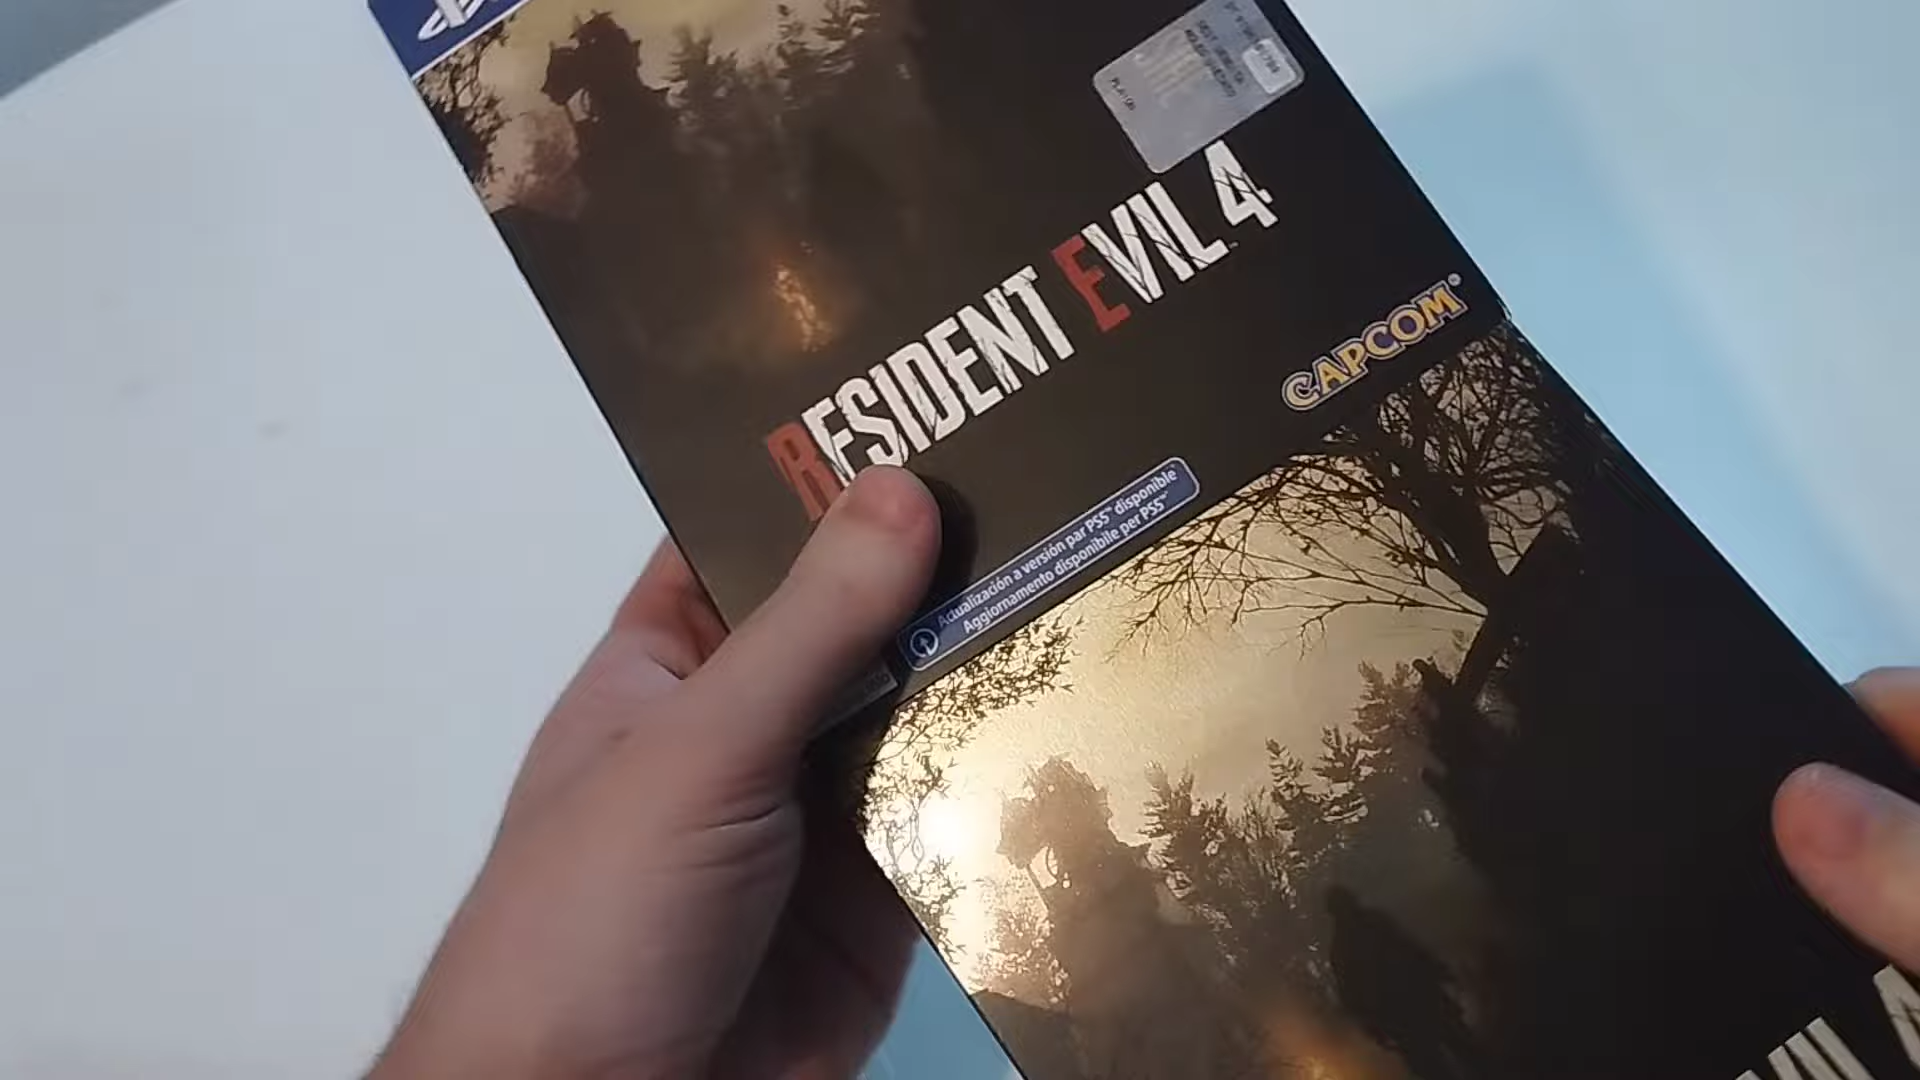 RESIDENT EVIL 4
CAPCOM
Actualización a versión par PS5™ disponible
Aggiornamento disponibile per PS5™